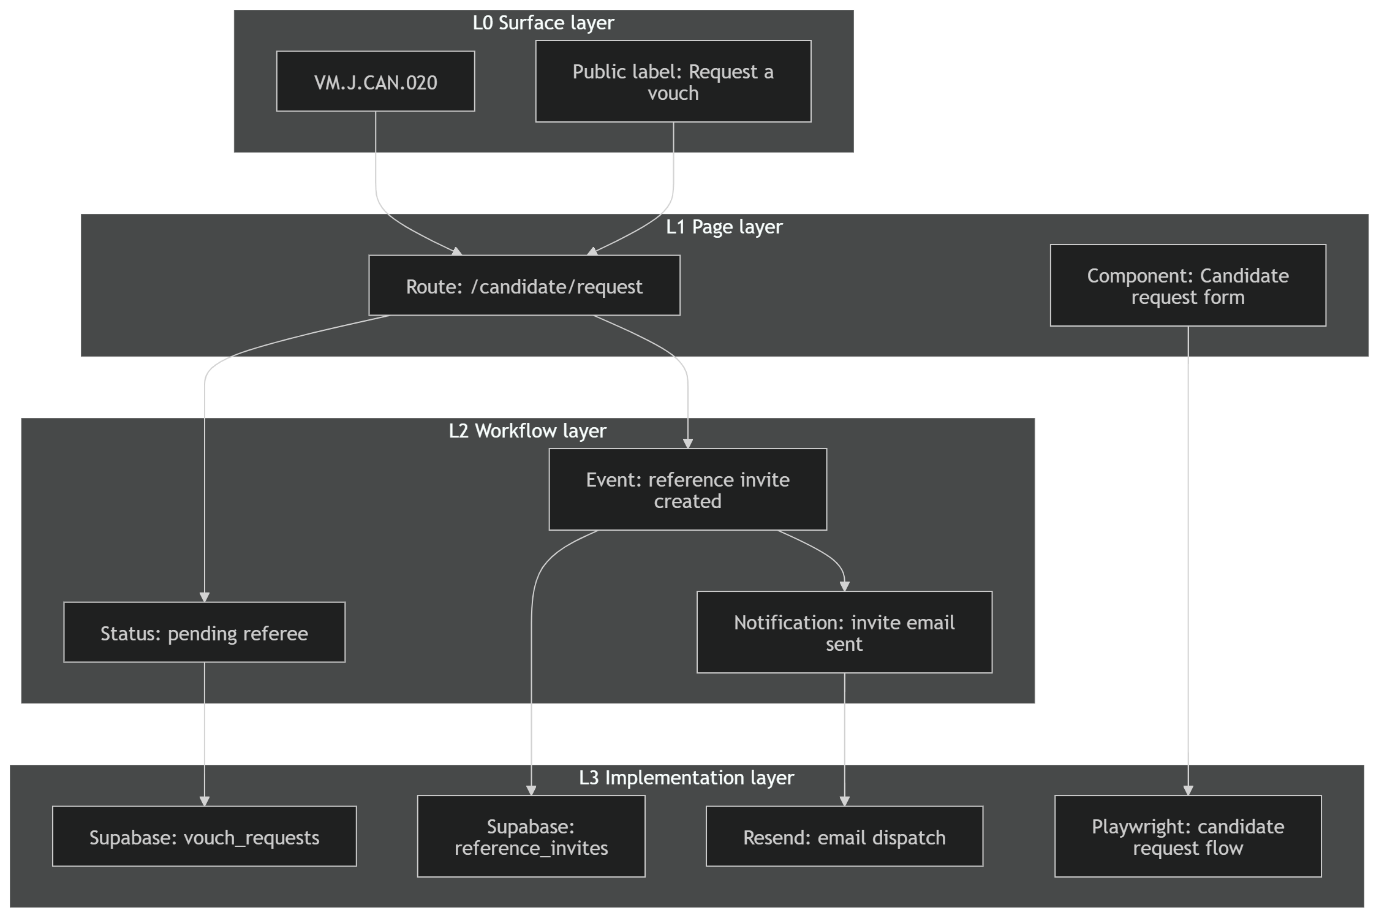 L0 Surface layer
VM.J.CAN.020
Public label: Request a
vouch
L1 Page layer
Route: /candidate/request
Component: Candidate
request form
L2 Workflow layer
Event: reference invite
created
Status: pending referee
Notification: invite email
sent
L3 Implementation layer
Supabase: vouch_requests
Supabase:
reference_invites
Resend: email dispatch
Playwright: candidate
request flow